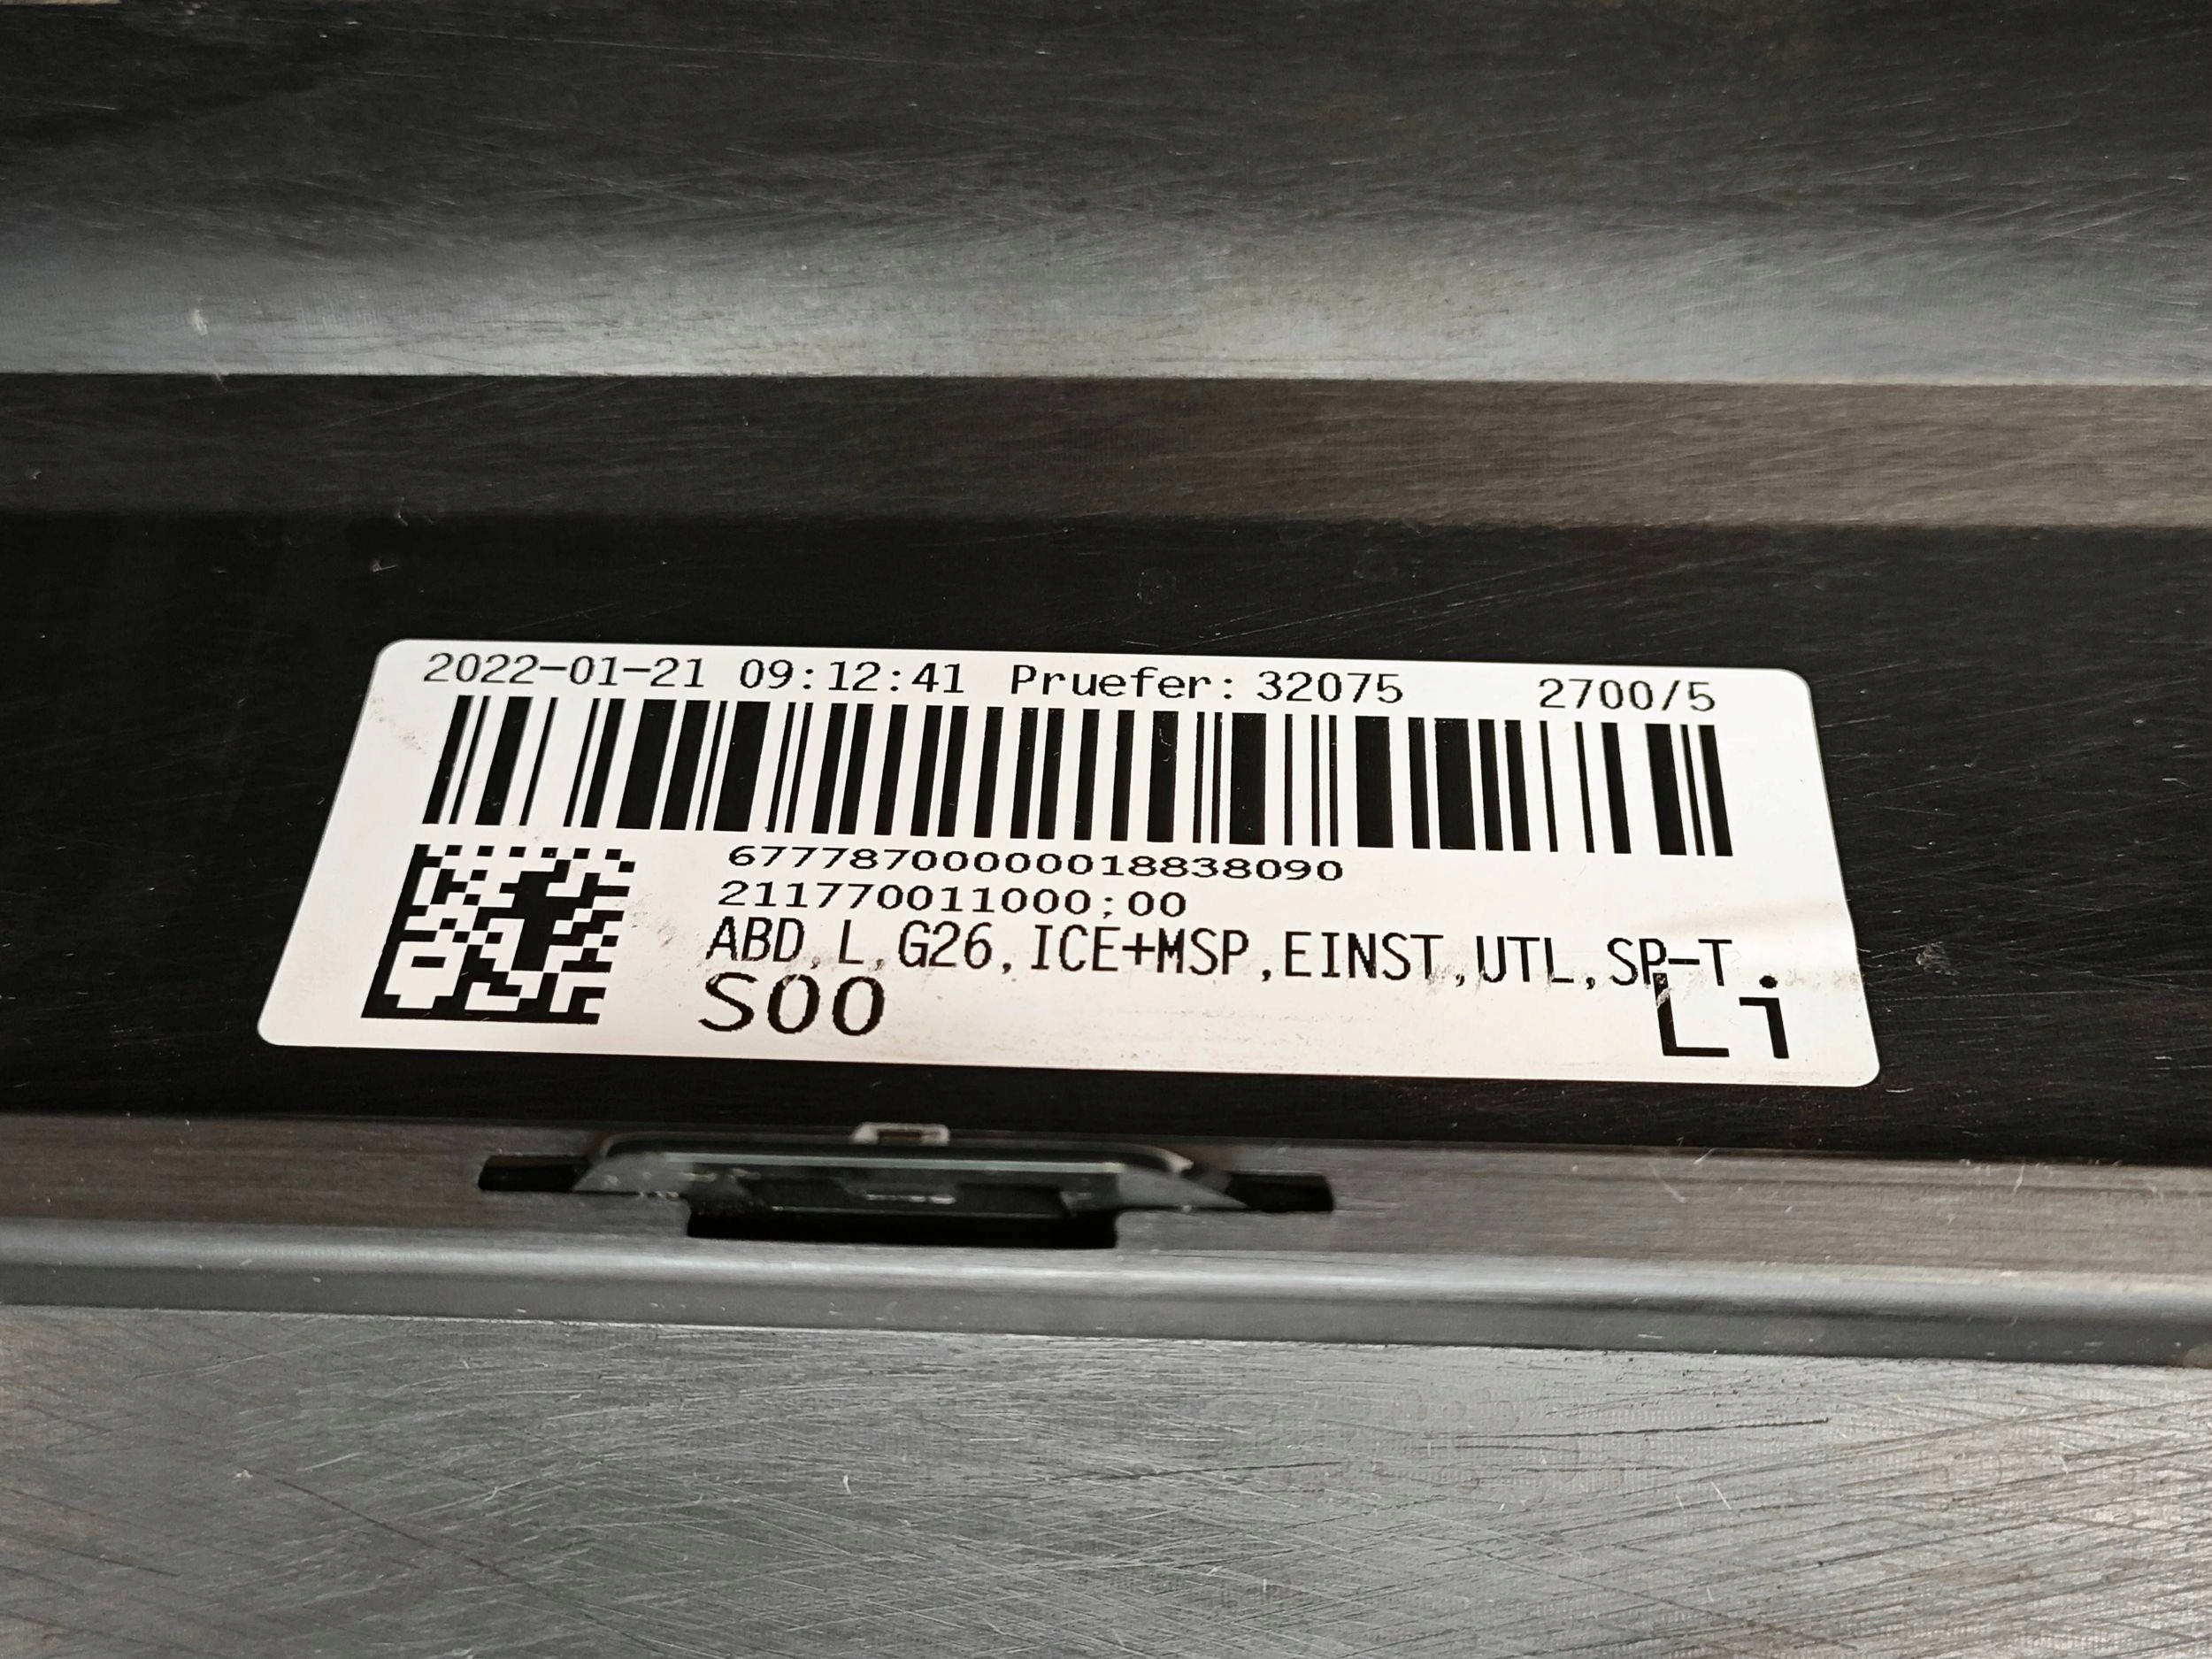 2022-01-21 09:12:41 Pruefer: 32075 2700/5
67778700000018838090
211770011000;00
ABD,L,G26,ICE+MSP,EINST,UTL,SP-T
S00
Li